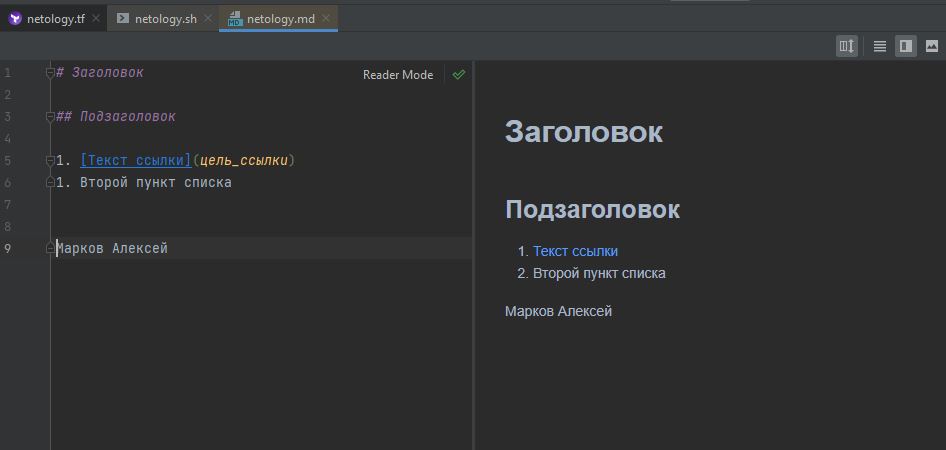 netology.tf netology.sh netology.md
Reader Mode
1 # Заголовок
2
3 ## Подзаголовок
4
5 1. [Текст ссылки](цель_ссылки)
6 1. Второй пункт списка
7
8
9 Марков Алексей
Заголовок
Подзаголовок
1. Текст ссылки
2. Второй пункт списка
Марков Алексей